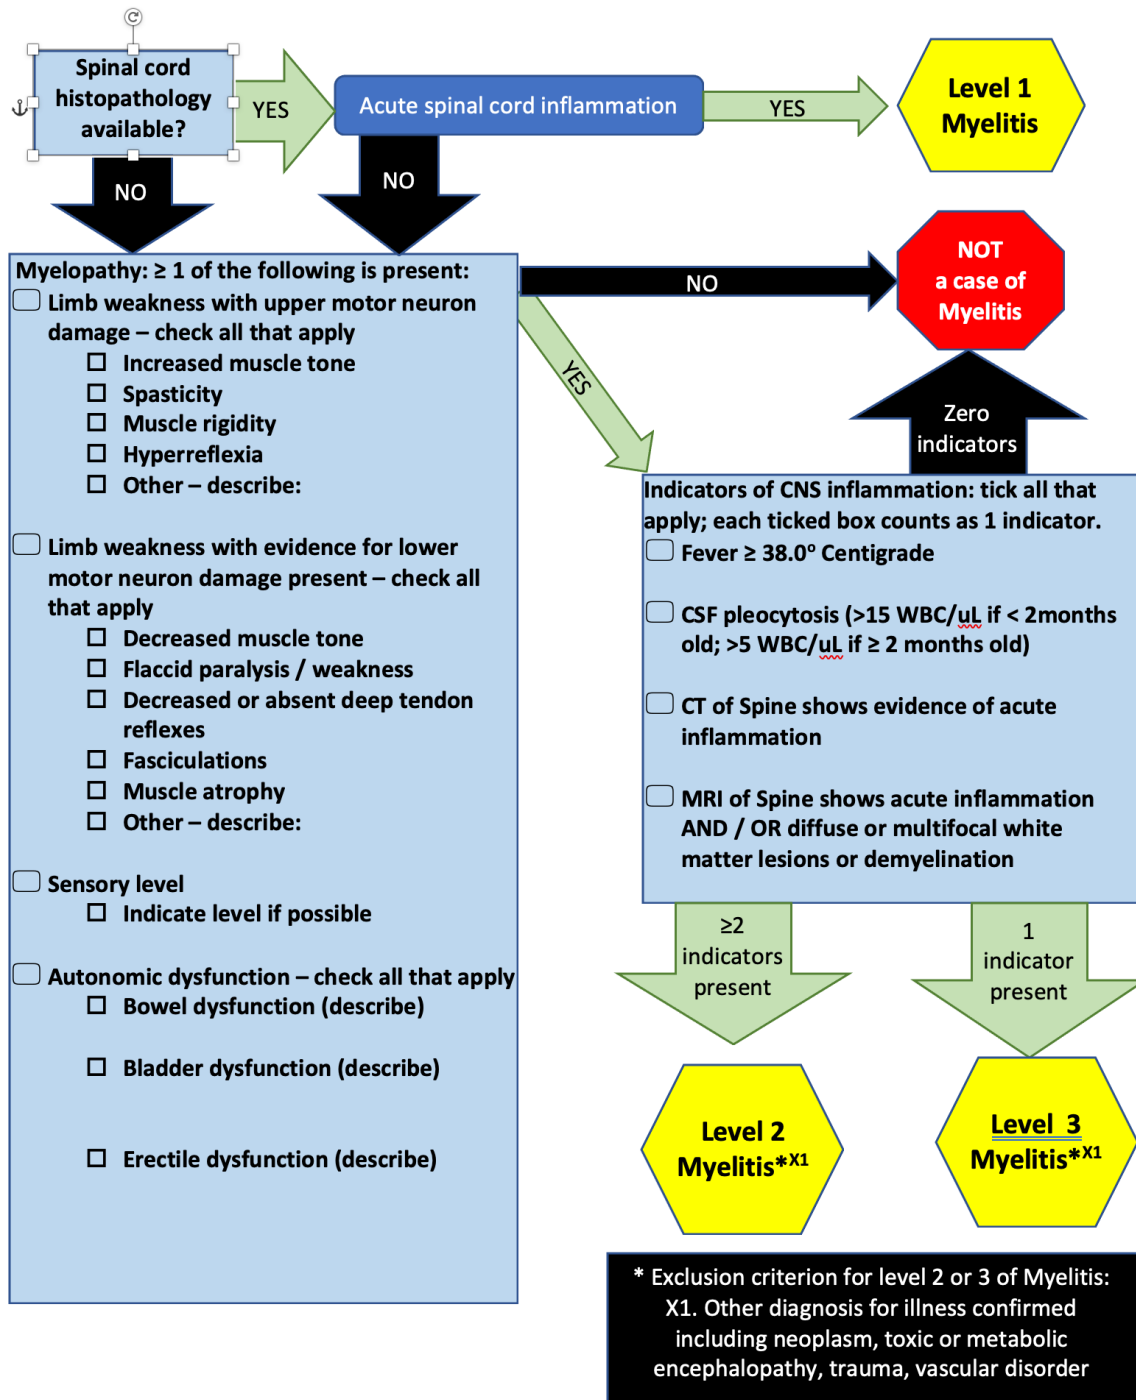 Spinal cord
histopathology
available?
YES
Acute spinal cord inflammation
YES
Level 1
Myelitis
NO
NO
Myelopathy: ≥ 1 of the following is present:
Limb weakness with upper motor neuron
damage – check all that apply
Increased muscle tone
Spasticity
Muscle rigidity
Hyperreflexia
Other – describe:
Limb weakness with evidence for lower
motor neuron damage present – check all
that apply
Decreased muscle tone
Flaccid paralysis / weakness
Decreased or absent deep tendon
reflexes
Fasciculations
Muscle atrophy
Other – describe:
Sensory level
Indicate level if possible
Autonomic dysfunction – check all that apply
Bowel dysfunction (describe)
Bladder dysfunction (describe)
Erectile dysfunction (describe)
NO
NOT
a case of
Myelitis
YES
Zero
indicators
Indicators of CNS inflammation: tick all that
apply; each ticked box counts as 1 indicator.
Fever ≥ 38.0° Centigrade
CSF pleocytosis (>15 WBC/uL if < 2months
old; >5 WBC/uL if ≥ 2 months old)
CT of Spine shows evidence of acute
inflammation
MRI of Spine shows acute inflammation
AND / OR diffuse or multifocal white
matter lesions or demyelination
≥2
indicators
present
1
indicator
present
Level 2
Myelitis*X1
Level 3
Myelitis*X1
* Exclusion criterion for level 2 or 3 of Myelitis:
X1. Other diagnosis for illness confirmed
including neoplasm, toxic or metabolic
encephalopathy, trauma, vascular disorder